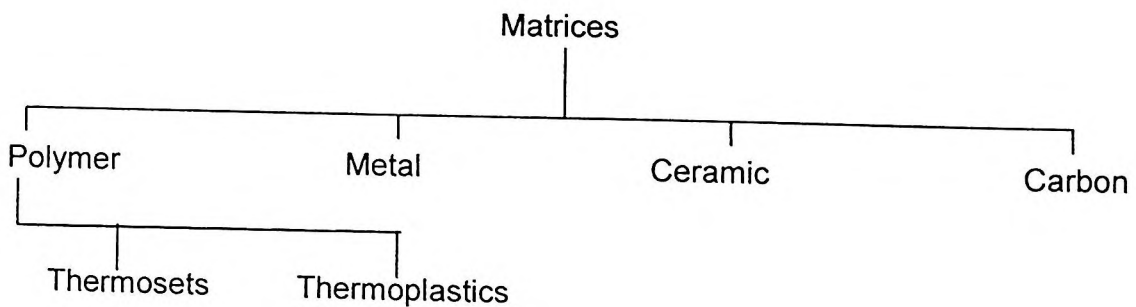 Matrices
Polymer Metal Ceramic Carbon
Thermosets Thermoplastics